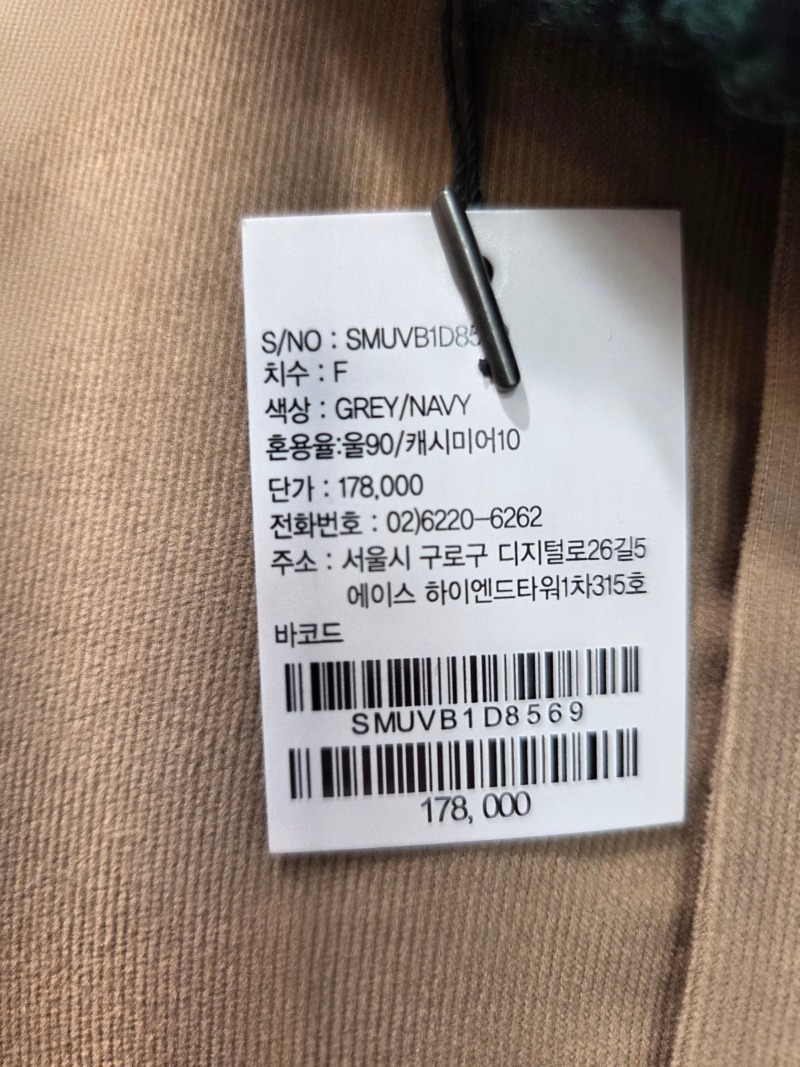 S/NO : SMUVB1D85
치수 : F
색상 : GREY/NAVY
혼용율:울90/캐시미어10
단가 : 178,000
전화번호 : 02)6220-6262
주소 : 서울시 구로구 디지털로26길5
에이스 하이엔드타워1차315호
바코드
SMUVB1D8569
178,000